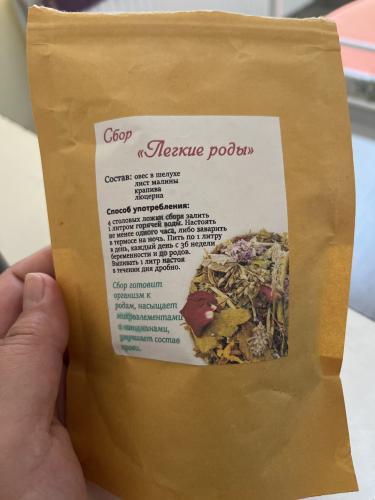 Сбор
«Легкие роды»
Состав: овес в шелухе
лист малины
крапива
люцерна
Способ употребления:
4 столовых ложки сбора залить
1 литром горячей воды. Настоять
не менее одного часа, либо заварить
в термосе на ночь. Пить по 1 литру
в день, каждый день с 36 недели
беременности и до родов.
Выпивать 1 литр настоя
в течении дня дробно.
Сбор готовит
организм к
родам, насыщает
микроэлементами
и витаминами,
улучшает состав
крови.